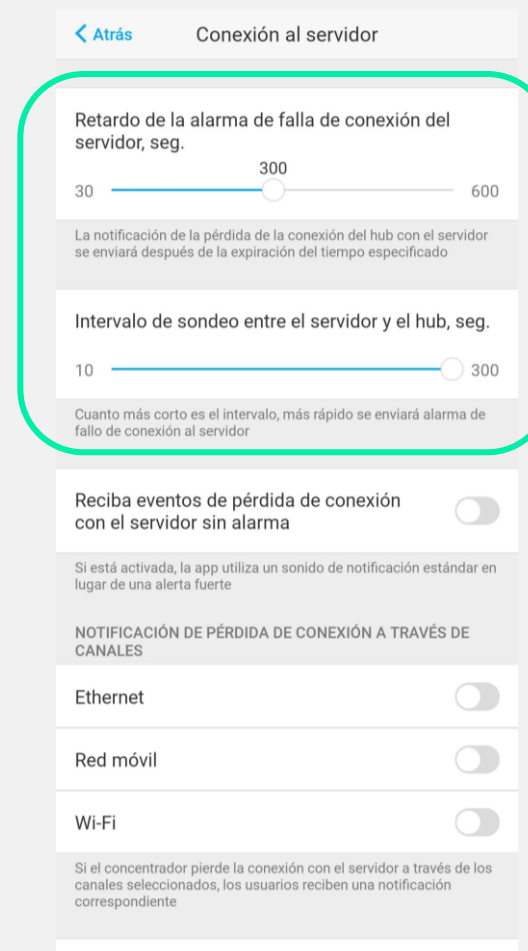 Atrás Conexión al servidor
Retardo de la alarma de falla de conexión del
servidor, seg.
300
30 600
La notificación de la pérdida de la conexión del hub con el servidor
se enviará después de la expiración del tiempo especificado
Intervalo de sondeo entre el servidor y el hub, seg.
10 300
Cuanto más corto es el intervalo, más rápido se enviará alarma de
fallo de conexión al servidor
Reciba eventos de pérdida de conexión
con el servidor sin alarma
Si está activada, la app utiliza un sonido de notificación estándar en
lugar de una alerta fuerte
NOTIFICACIÓN DE PÉRDIDA DE CONEXIÓN A TRAVÉS DE
CANALES
Ethernet
Red móvil
Wi-Fi
Si el concentrador pierde la conexión con el servidor a través de los
canales seleccionados, los usuarios reciben una notificación
correspondiente